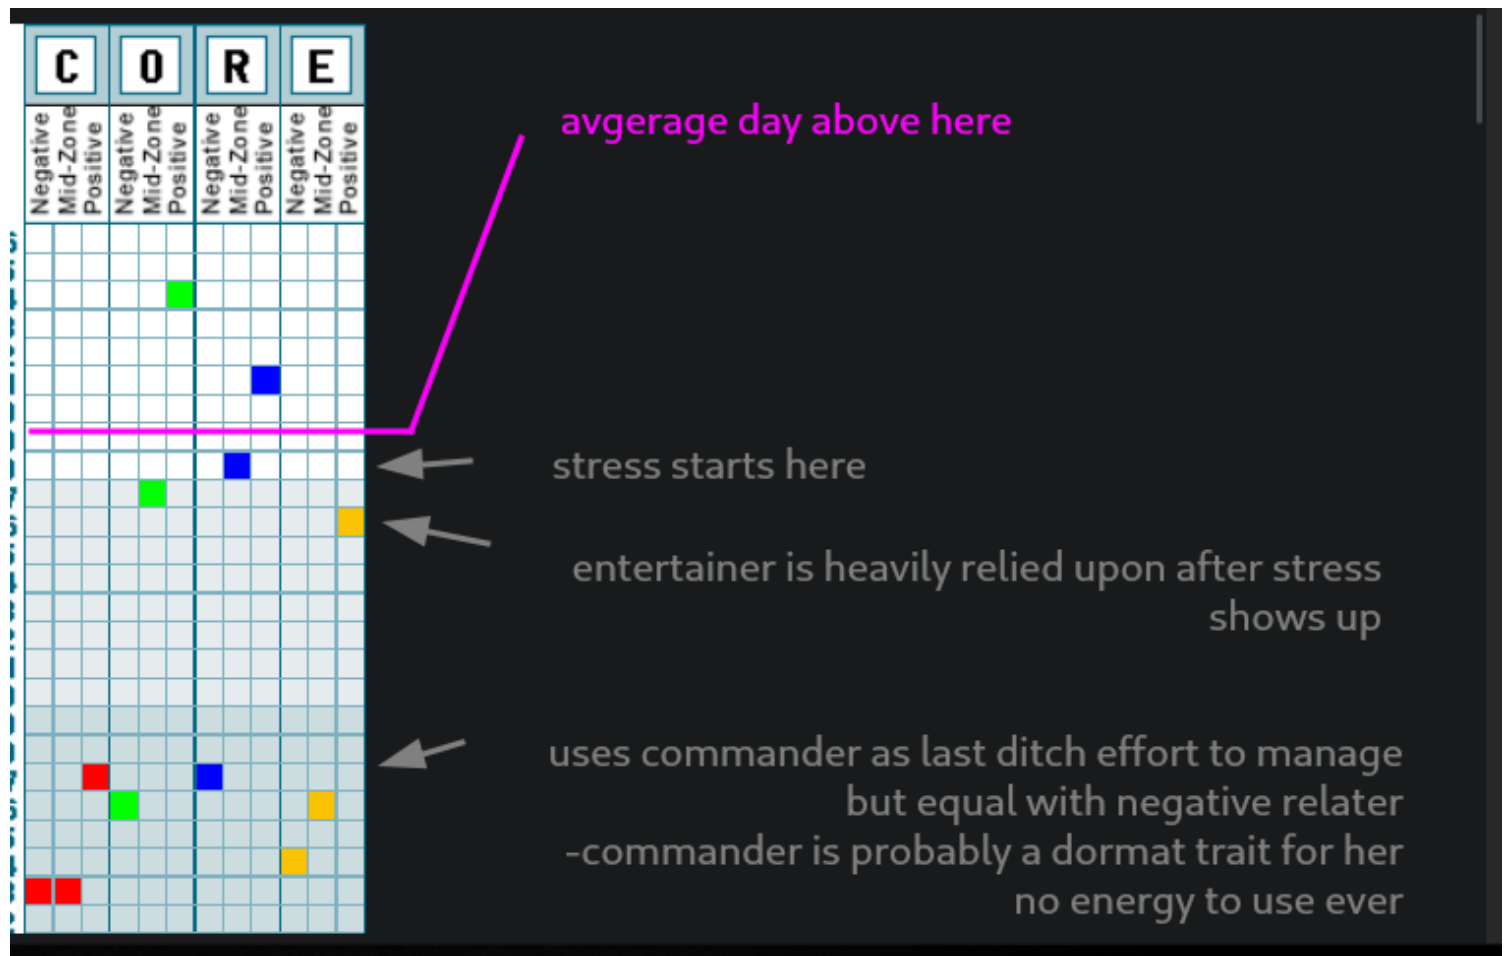 C O R E
Negative Mid-Zone Positive Negative Mid-Zone Positive Negative Mid-Zone Positive Negative Mid-Zone Positive
avgerage day above here
stress starts here
entertainer is heavily relied upon after stress
shows up
uses commander as last ditch effort to manage
but equal with negative relater
-commander is probably a dormat trait for her
no energy to use ever